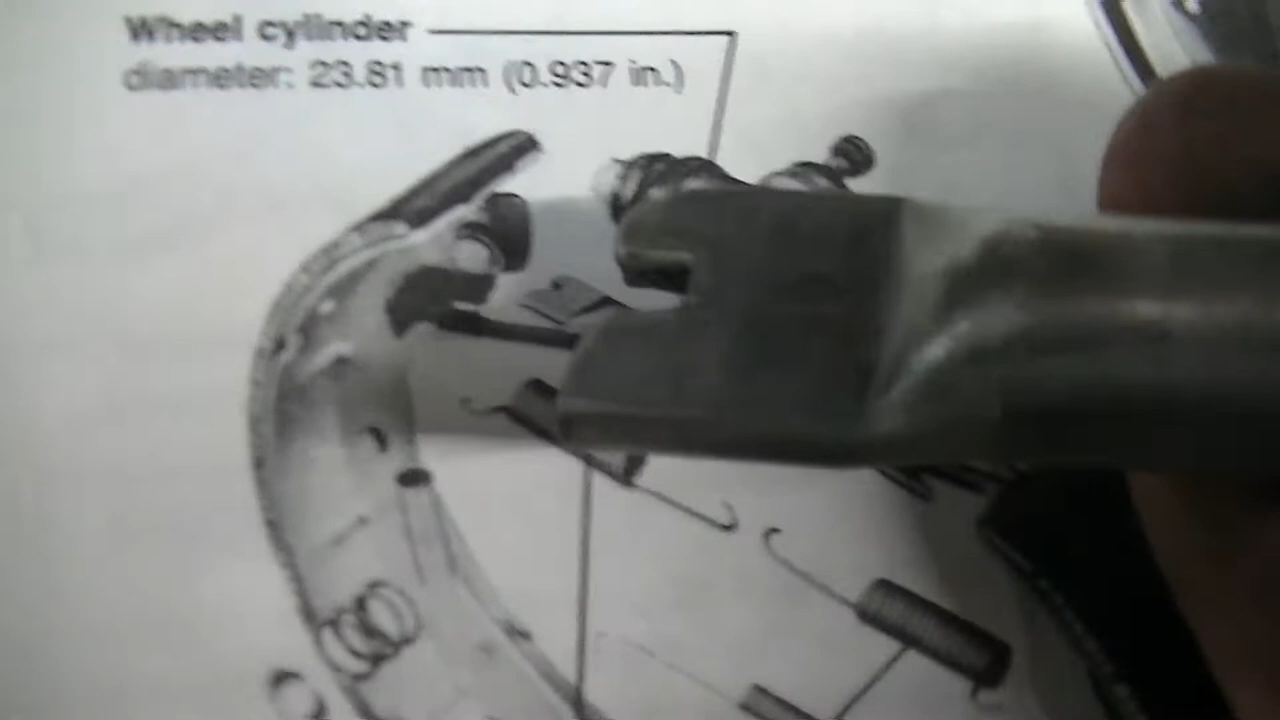 Wheel cylinder
diameter: 23.81 mm (0.937 in.)